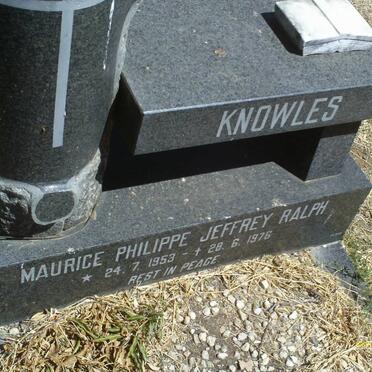 KNOWLES
MAURICE PHILIPPE JEFFREY RALPH
★ 24. 7. 1953 - ✝ 28. 6. 1976
REST IN PEACE